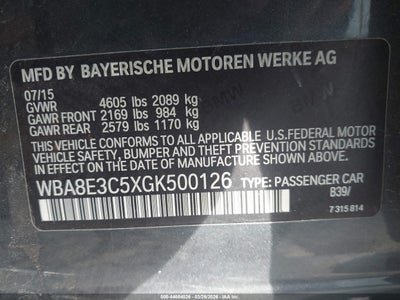 MFD BY BAYERISCHE MOTOREN WERKE AG
07/15
GVWR 4605 lbs 2089 kg
GAWR FRONT 2169 lbs 984 kg
GAWR REAR 2579 lbs 1170 kg
THIS VEHICLE CONFORMS TO ALL
APPLICABLE U.S. FEDERAL MOTOR
VEHICLE SAFETY, BUMPER, AND THEFT
PREVENTION STANDARDS IN EFFECT ON THE
DATE OF MANUFACTURE SHOWN ABOVE.
WBA8E3C5XGK500126 TYPE: PASSENGER CAR
B39/
7 315 814